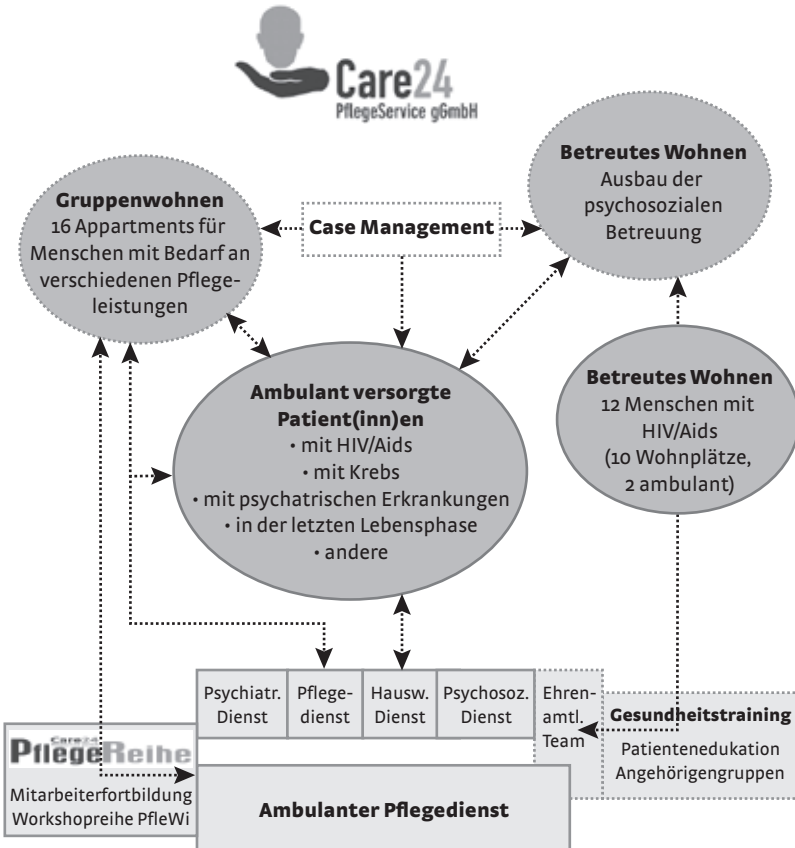 Care24
PflegeService gGmbH
Betreutes Wohnen
Ausbau der
psychosozialen
Betreuung
Gruppenwohnen
16 Appartments für
Menschen mit Bedarf an
verschiedenen Pflege-
leistungen
Case Management
Betreutes Wohnen
12 Menschen mit
HIV/Aids
(10 Wohnplätze,
2 ambulant)
Ambulant versorgte
Patient(inn)en
• mit HIV/Aids
• mit Krebs
• mit psychatrischen Erkrankungen
• in der letzten Lebensphase
• andere
Psychiatr.
Dienst
Pflege-
dienst
Hausw.
Dienst
Psychosoz.
Dienst
Ehren-
amtl.
Team
Gesundheitstraining
Patientenedukation
Angehörigengruppen
Care24
PflegeReihe
Mitarbeiterfortbildung
Workshopreihe PfleWi
Ambulanter Pflegedienst